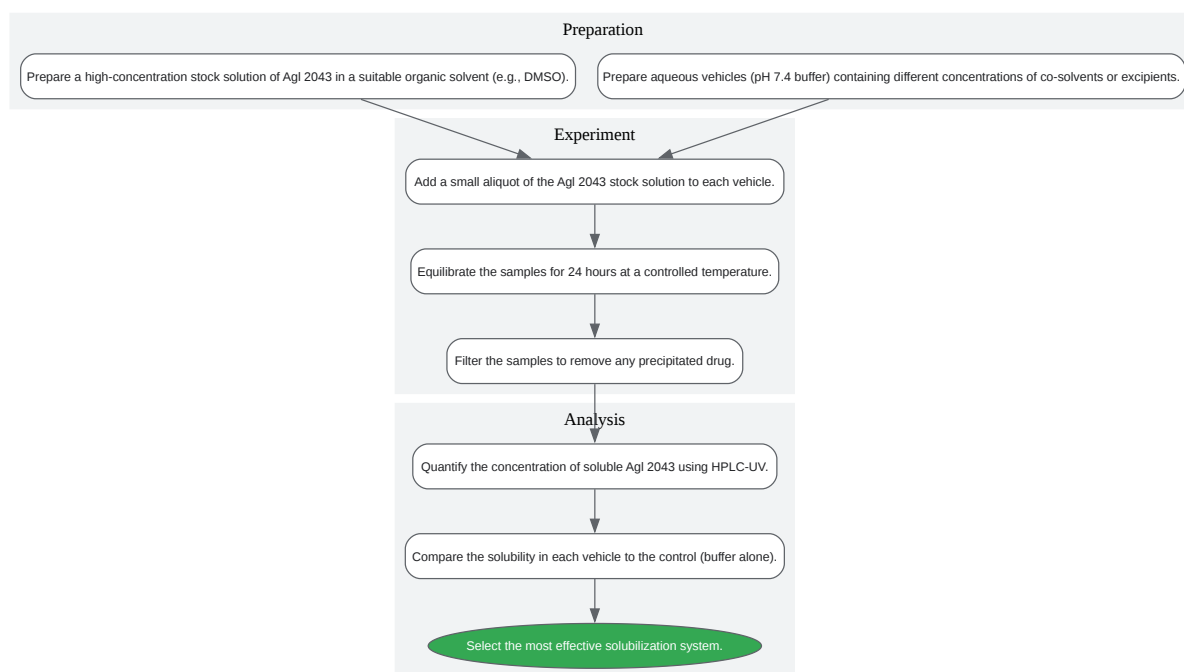 Preparation
Prepare a high-concentration stock solution of Agl 2043 in a suitable organic solvent (e.g., DMSO).
Prepare aqueous vehicles (pH 7.4 buffer) containing different concentrations of co-solvents or excipients.
Experiment
Add a small aliquot of the Agl 2043 stock solution to each vehicle.
Equilibrate the samples for 24 hours at a controlled temperature.
Filter the samples to remove any precipitated drug.
Analysis
Quantify the concentration of soluble Agl 2043 using HPLC-UV.
Compare the solubility in each vehicle to the control (buffer alone).
Select the most effective solubilization system.